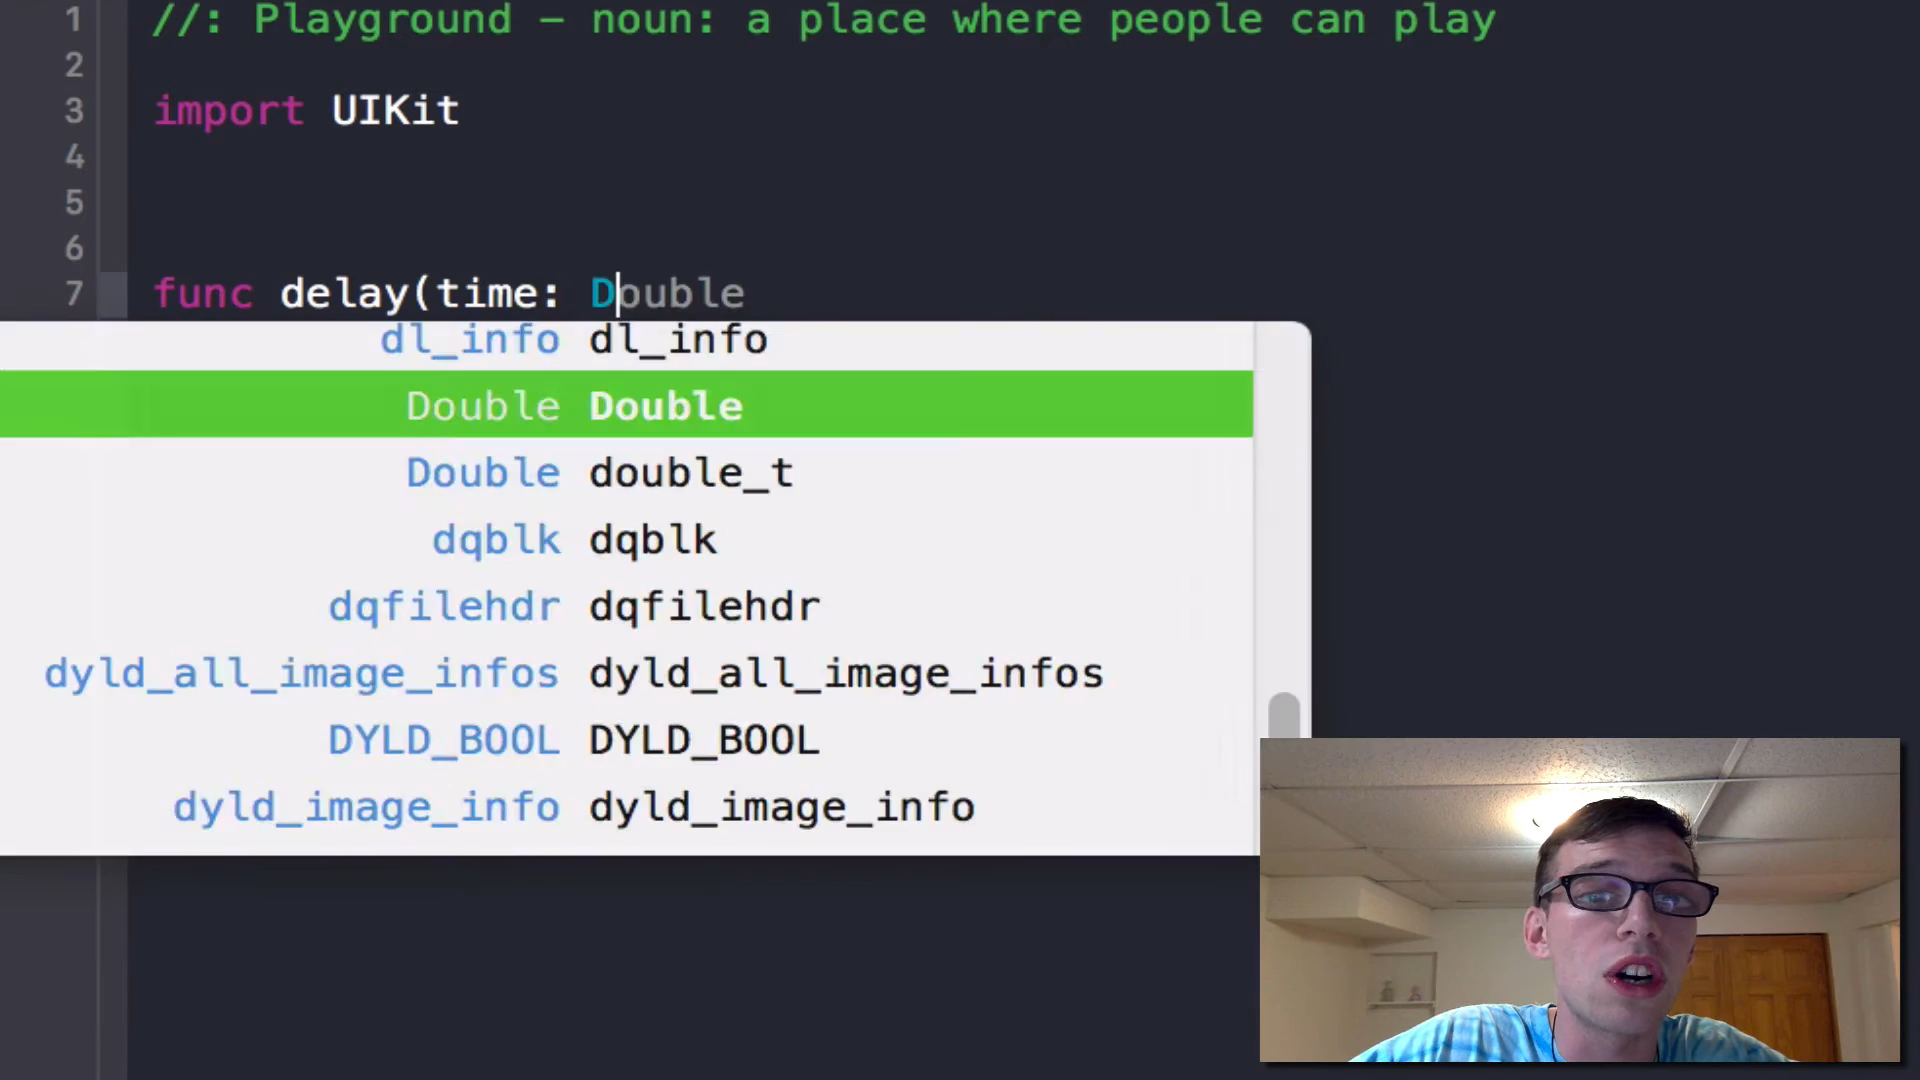 1 //: Playground – noun: a place where people can play
2
3 import UIKit
4
5
6
7 func delay(time: Double
dl_info dl_info
Double Double
Double double_t
dqblk dqblk
dqfilehdr dqfilehdr
dyld_all_image_infos dyld_all_image_infos
DYLD_BOOL DYLD_BOOL
dyld_image_info dyld_image_info